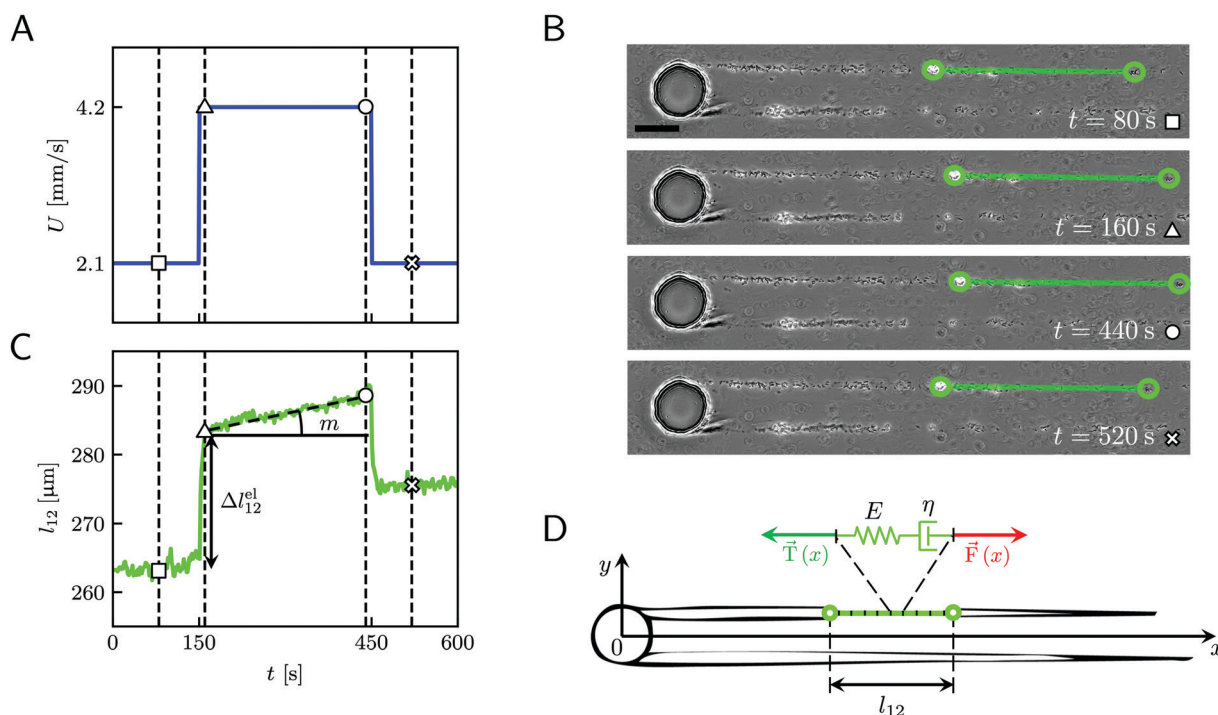 A
4.2
U [mm/s]
2.1
B
t = 80 s
t = 160 s
t = 440 s
t = 520 s
C
290
280
270
260
l₁₂ [µm]
m
Δl₁₂ᵉˡ
0
150
300
450
600
t [s]
D
E
η
T⃗ (x)
F⃗ (x)
y
0
x
l₁₂